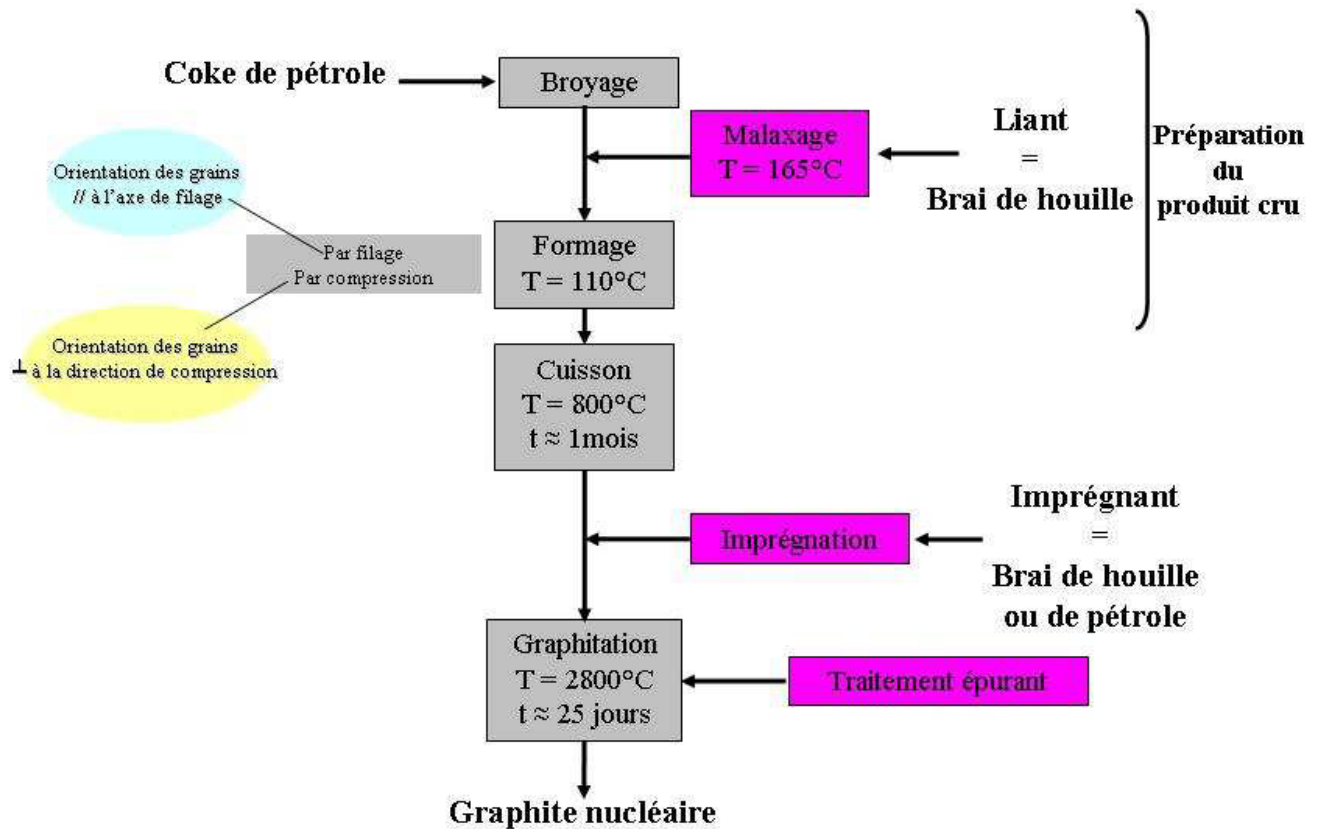 Coke de pétrole
Broyage
Malaxage
T = 165°C
Liant
=
Brai de houille
Préparation
du
produit cru
Orientation des grains
// à l'axe de filage
Par filage
Par compression
Formage
T = 110°C
Orientation des grains
⊥ à la direction de compression
Cuisson
T = 800°C
t ≈ 1mois
Imprégnation
Imprégnant
=
Brai de houille
ou de pétrole
Graphitation
T = 2800°C
t ≈ 25 jours
Traitement épurant
Graphite nucléaire